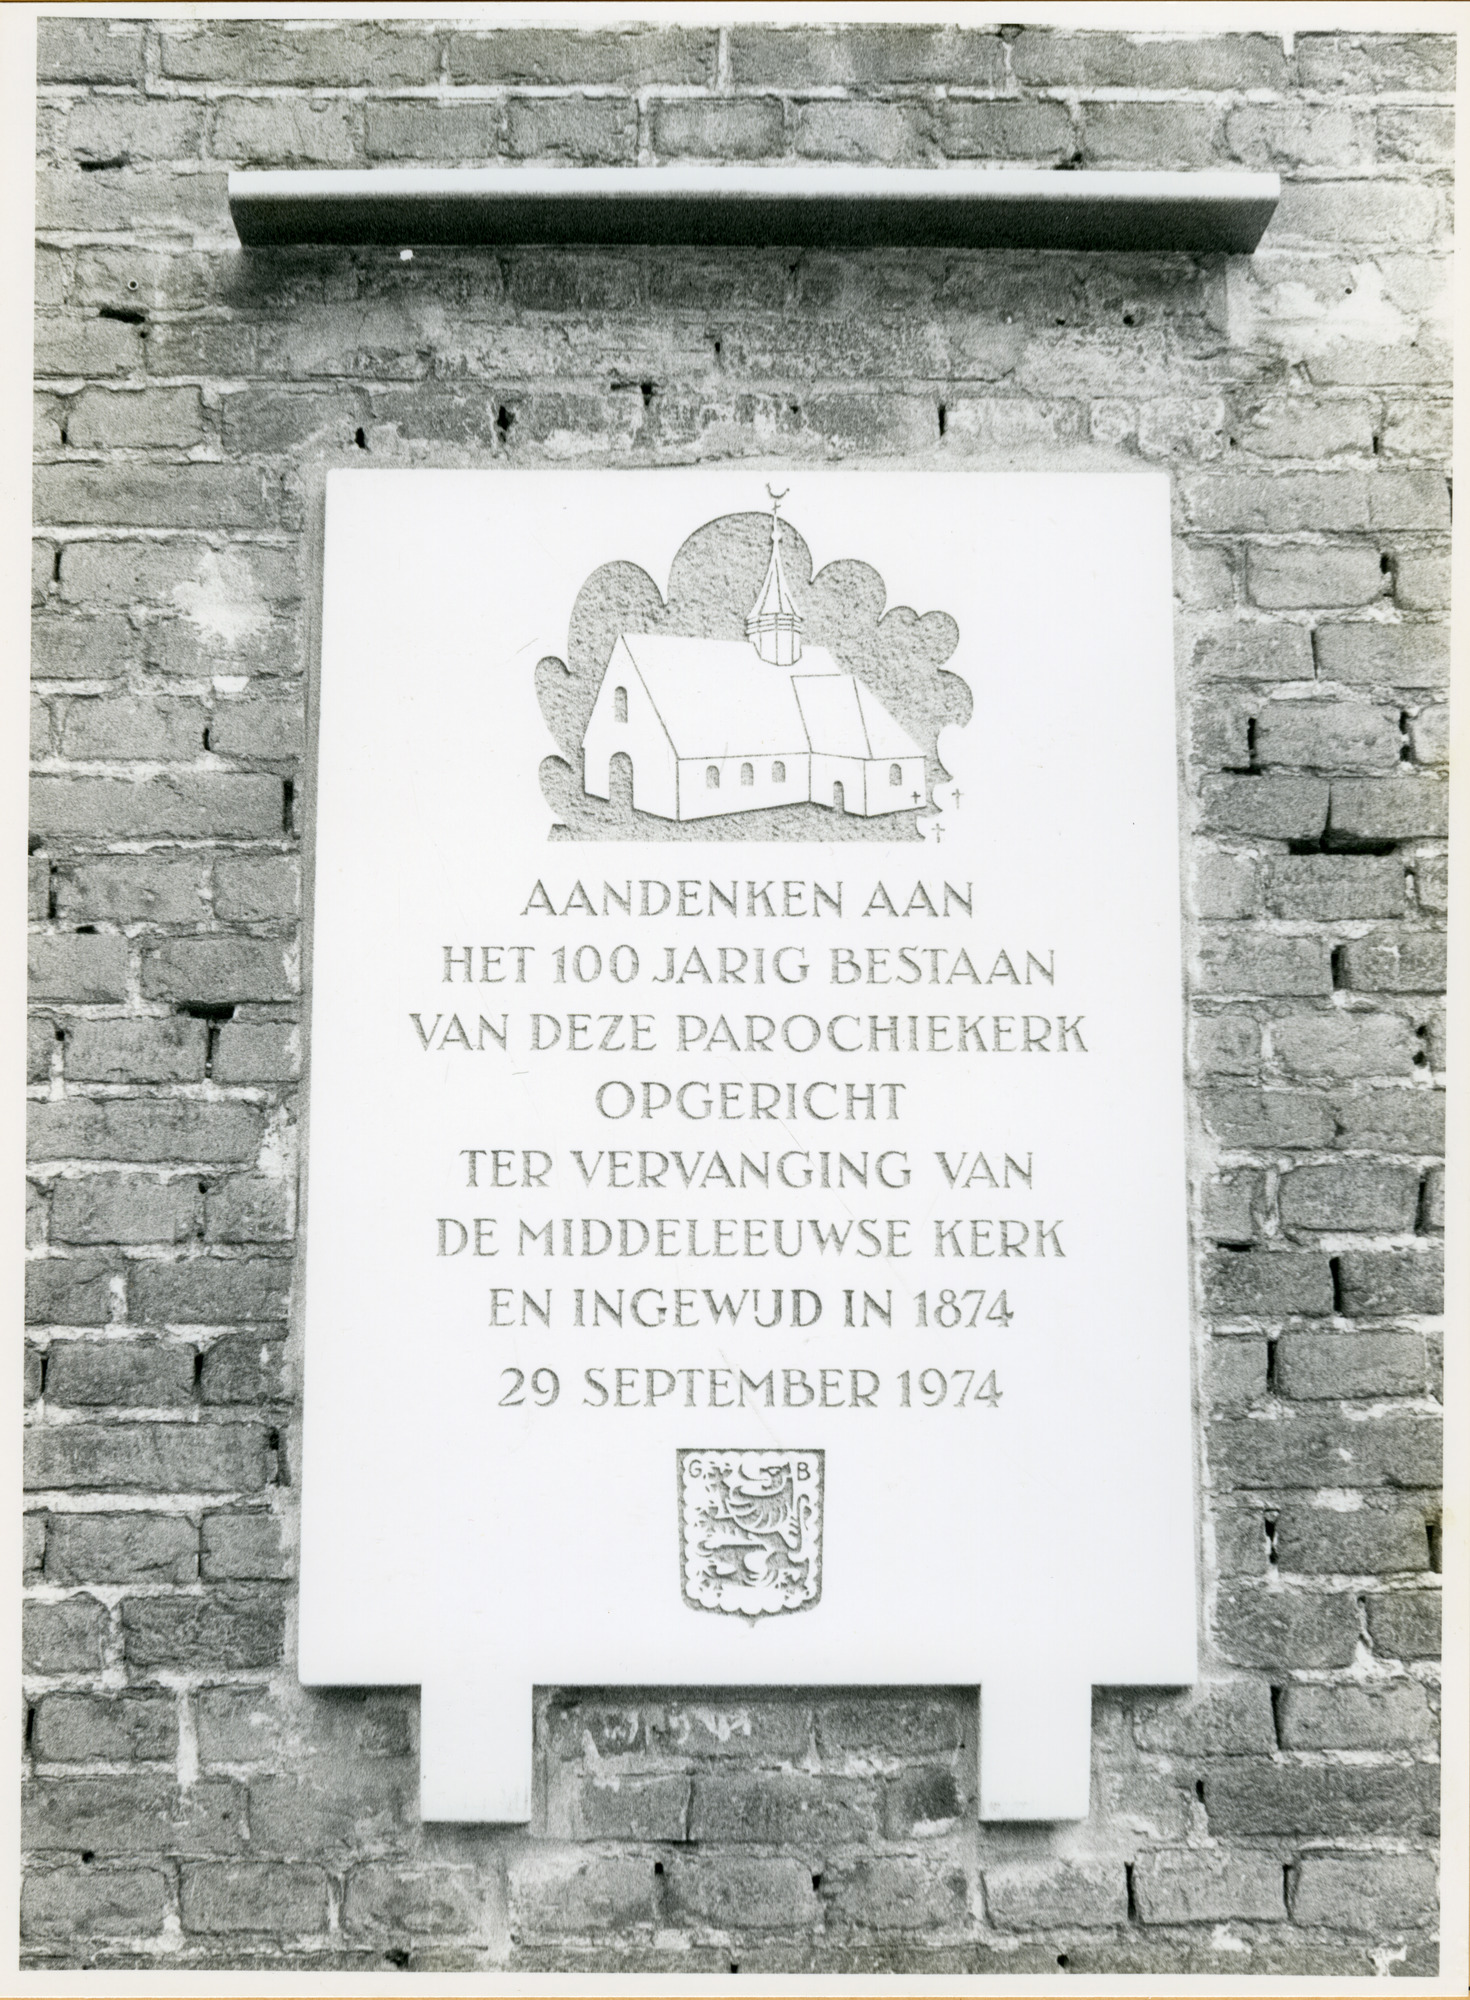 AANDENKEN AAN
HET 100 JARIG BESTAAN
VAN DEZE PAROCHIEKERK
OPGERICHT
TER VERVANGING VAN
DE MIDDELEEUWSE KERK
EN INGEWIJD IN 1874
29 SEPTEMBER 1974
G B